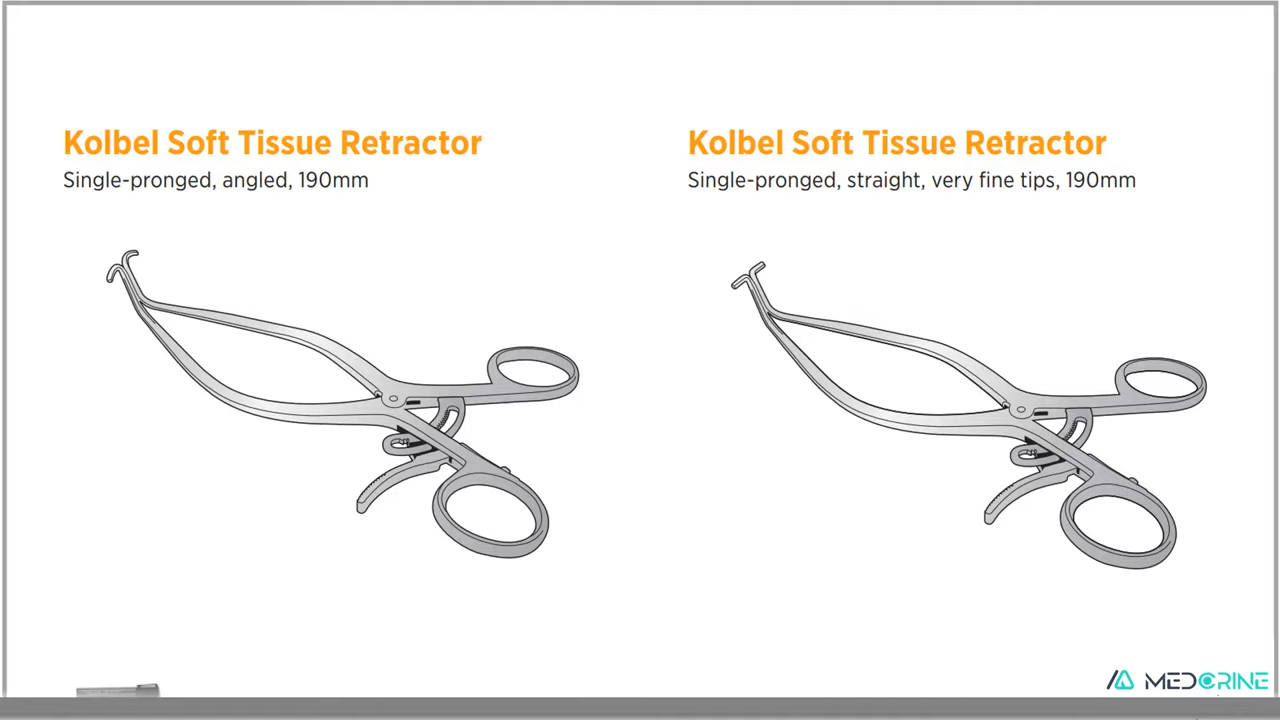 Kolbel Soft Tissue Retractor
Single-pronged, angled, 190mm
Kolbel Soft Tissue Retractor
Single-pronged, straight, very fine tips, 190mm
MEDCRINE